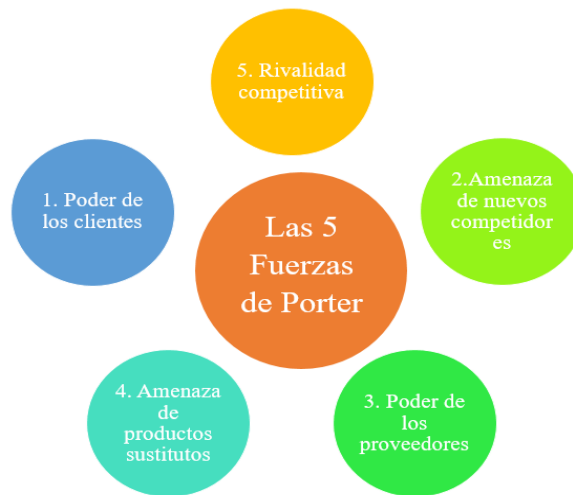 5. Rivalidad
competitiva
1. Poder de
los clientes
2.Amenaza
de nuevos
competidor
es
Las 5
Fuerzas
de Porter
4. Amenaza
de
productos
sustitutos
3. Poder de
los
proveedores